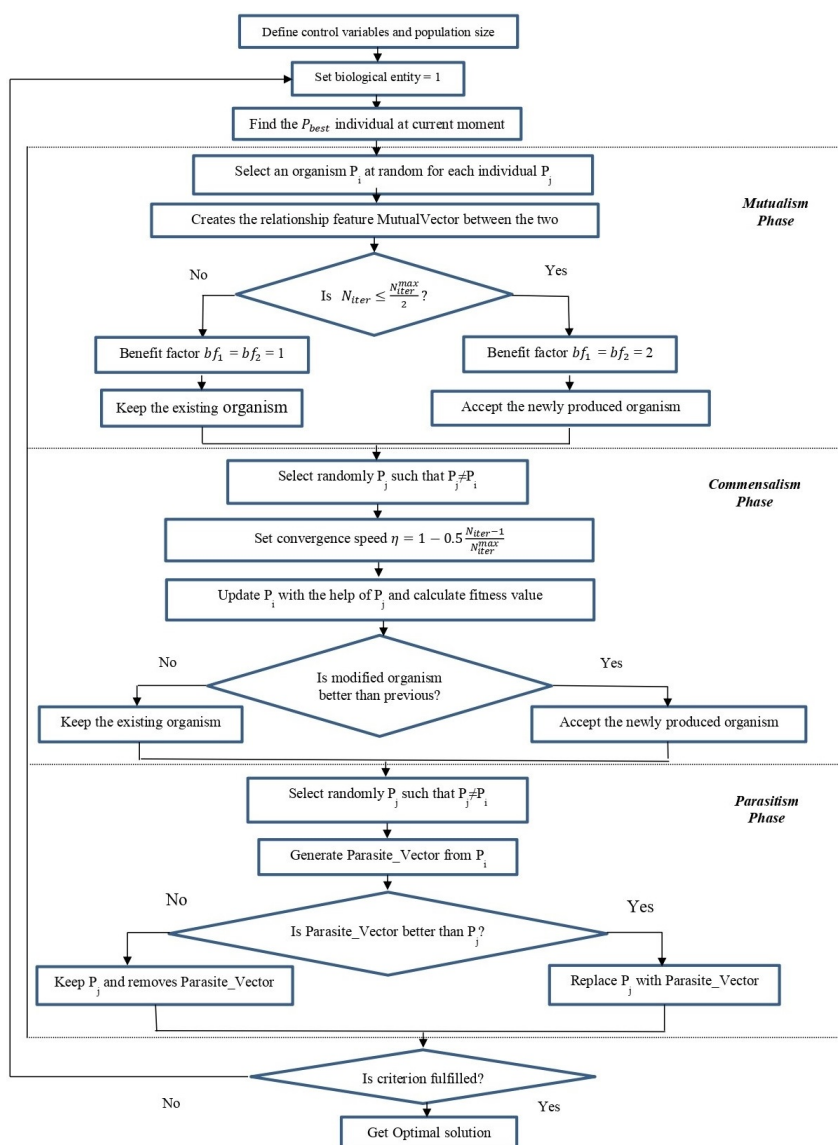 Define control variables and population size
Set biological entity = 1
Find the P_best individual at current moment
Select an organism P_i at random for each individual P_j
Mutualism
Phase
Creates the relationship feature MutualVector between the two
No
Yes
Is N_iter ≤ N_iter^max/2 ?
Benefit factor bf_1 = bf_2 = 1
Benefit factor bf_1 = bf_2 = 2
Keep the existing organism
Accept the newly produced organism
Select randomly P_j such that P_j≠P_i
Commensalism
Phase
Set convergence speed η = 1 − 0.5 N_iter−1/N_iter^max
Update P_i with the help of P_j and calculate fitness value
No
Yes
Is modified organism
better than previous?
Keep the existing organism
Accept the newly produced organism
Select randomly P_j such that P_j≠P_i
Parasitism
Phase
Generate Parasite_Vector from P_i
No
Yes
Is Parasite_Vector better than P_j?
Keep P_j and removes Parasite_Vector
Replace P_j with Parasite_Vector
Is criterion fulfilled?
No
Yes
Get Optimal solution